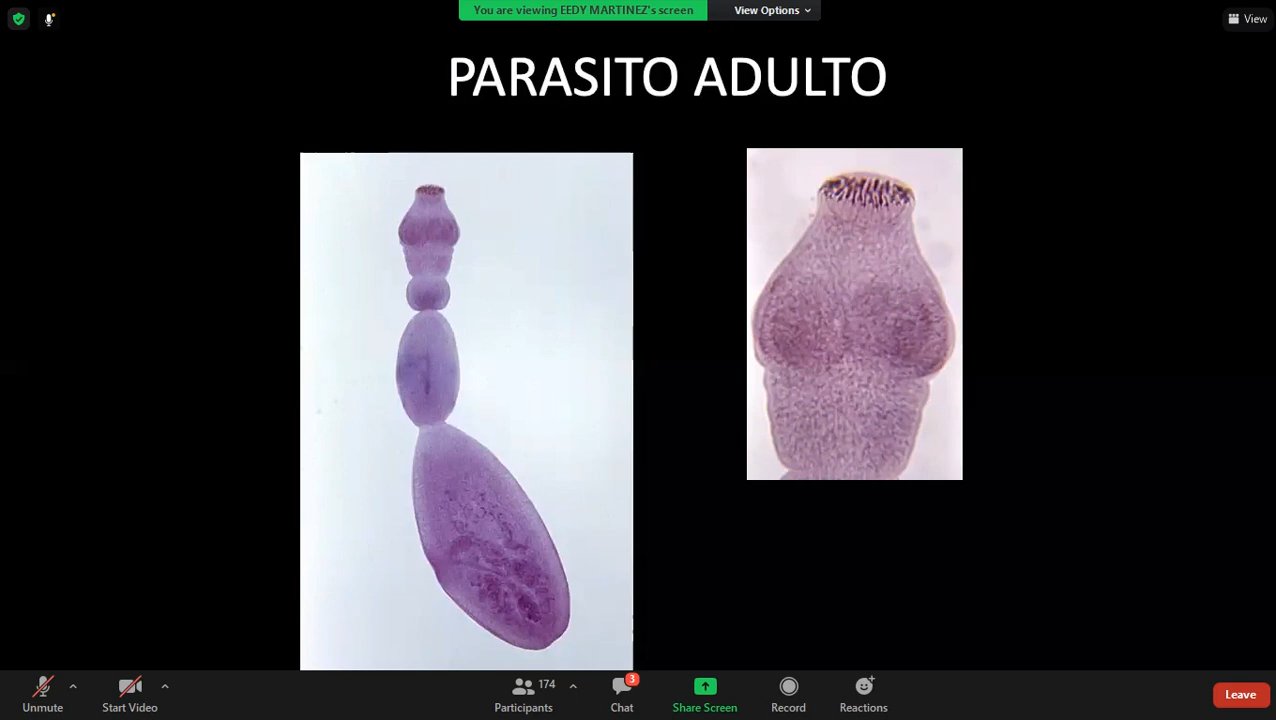 You are viewing EEDY MARTINEZ's screen
View Options
View
PARASITO ADULTO
Unmute
Start Video
174
Participants
3
Chat
Share Screen
Record
Reactions
Leave